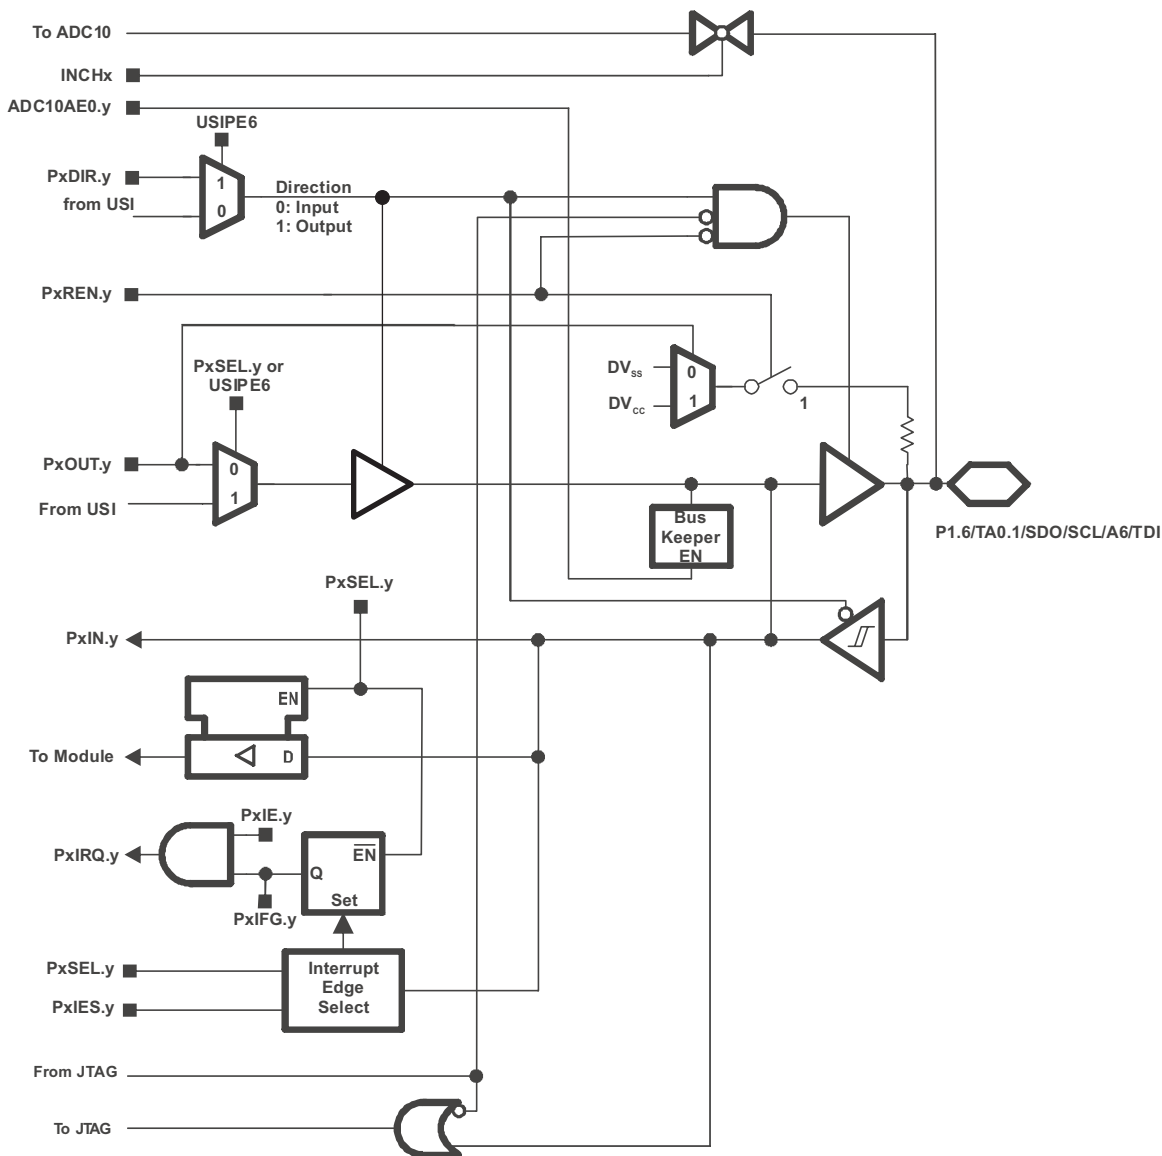 To ADC10
INCHx
ADC10AE0.y
USIPE6
PxDIR.y
1
from USI
0
Direction
0: Input
1: Output
PxREN.y
PxSEL.y or
USIPE6
DVSS
0
DVCC
1
1
PxOUT.y
0
From USI
1
Bus
Keeper
EN
P1.6/TA0.1/SDO/SCL/A6/TDI
PxSEL.y
PxIN.y
EN
To Module
D
PxIE.y
PxIRQ.y
EN
Q
Set
PxIFG.y
PxSEL.y
PxIES.y
Interrupt
Edge
Select
From JTAG
To JTAG